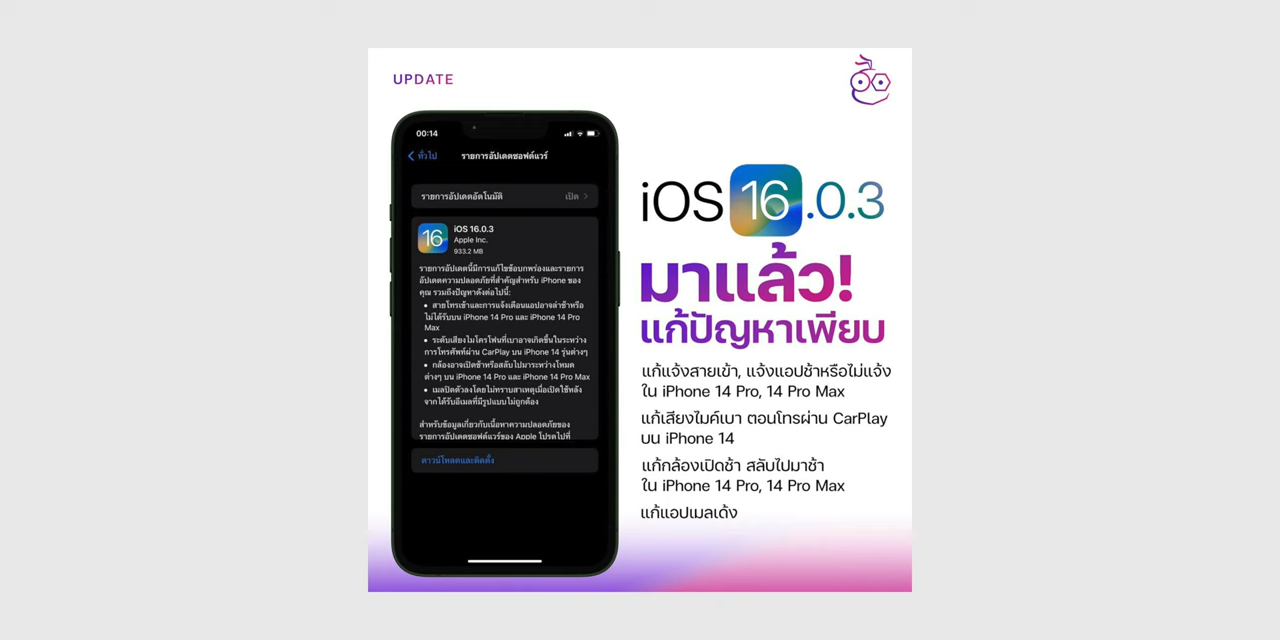 UPDATE
00:14
ทั่วไป
รายการอัปเดตซอฟต์แวร์
รายการอัปเดตอัตโนมัติ
เปิด
16
iOS 16.0.3
Apple Inc.
933.2 MB
รายการอัปเดตนี้มีการแก้ไขข้อบกพร่องและรายการ
อัปเดตความปลอดภัยที่สำคัญสำหรับ iPhone ของ
คุณ รวมถึงปัญหาดังต่อไปนี้:
• สายโทรเข้าและการแจ้งเตือนแอปอาจล่าช้าหรือ
ไม่ได้รับบน iPhone 14 Pro และ iPhone 14 Pro
Max
• ระดับเสียงไมโครโฟนที่เบาอาจเกิดขึ้นในระหว่าง
การโทรศัพท์ผ่าน CarPlay บน iPhone 14 รุ่นต่างๆ
• กล้องอาจเปิดช้าหรือสลับไปมาระหว่างโหมด
ต่างๆ บน iPhone 14 Pro และ iPhone 14 Pro Max
• เมลปิดตัวลงโดยไม่ทราบสาเหตุเมื่อเปิดใช้หลัง
จากได้รับอีเมลที่มีรูปแบบไม่ถูกต้อง
สำหรับข้อมูลเกี่ยวกับเนื้อหาความปลอดภัยของ
รายการอัปเดตซอฟต์แวร์ของ Apple โปรดไปที่
ดาวน์โหลดและติดตั้ง
iOS 16.0.3
มาแล้ว!
แก้ปัญหาเพียบ
แก้แจ้งสายเข้า, แจ้งแอปช้าหรือไม่แจ้ง
ใน iPhone 14 Pro, 14 Pro Max
แก้เสียงไมค์เบา ตอนโทรผ่าน CarPlay
บน iPhone 14
แก้กล้องเปิดช้า สลับไปมาช้า
ใน iPhone 14 Pro, 14 Pro Max
แก้แอปเมลเด้ง